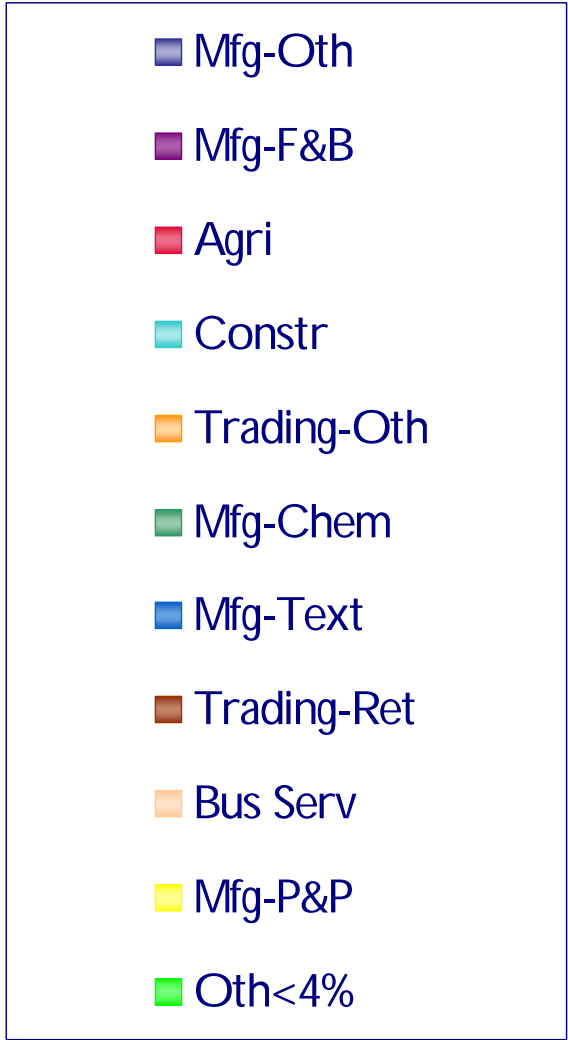 Mfg-Oth
Mfg-F&B
Agri
Constr
Trading-Oth
Mfg-Chem
Mfg-Text
Trading-Ret
Bus Serv
Mfg-P&P
Oth<4%